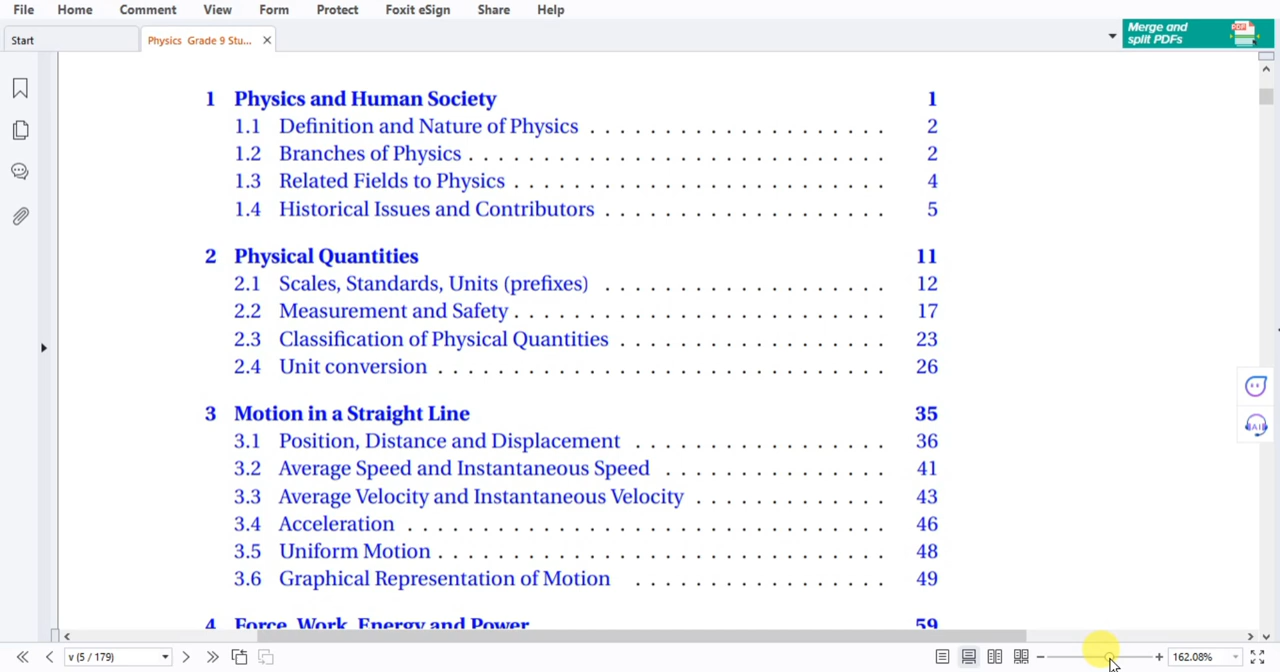 File Home Comment View Form Protect Foxit eSign Share Help
Start Physics Grade 9 Stu...
Merge and
split PDFs
PDF
1 Physics and Human Society 1
1.1 Definition and Nature of Physics . . . . . . . . . . . . . . . . . . . . 2
1.2 Branches of Physics . . . . . . . . . . . . . . . . . . . . . . . . . . . . 2
1.3 Related Fields to Physics . . . . . . . . . . . . . . . . . . . . . . . . . 4
1.4 Historical Issues and Contributors . . . . . . . . . . . . . . . . . . . 5
2 Physical Quantities 11
2.1 Scales, Standards, Units (prefixes) . . . . . . . . . . . . . . . . . . . 12
2.2 Measurement and Safety . . . . . . . . . . . . . . . . . . . . . . . . . 17
2.3 Classification of Physical Quantities . . . . . . . . . . . . . . . . . . 23
2.4 Unit conversion . . . . . . . . . . . . . . . . . . . . . . . . . . . . . . 26
3 Motion in a Straight Line 35
3.1 Position, Distance and Displacement . . . . . . . . . . . . . . . . . 36
3.2 Average Speed and Instantaneous Speed . . . . . . . . . . . . . . . 41
3.3 Average Velocity and Instantaneous Velocity . . . . . . . . . . . . . 43
3.4 Acceleration . . . . . . . . . . . . . . . . . . . . . . . . . . . . . . . . 46
3.5 Uniform Motion . . . . . . . . . . . . . . . . . . . . . . . . . . . . . . 48
3.6 Graphical Representation of Motion . . . . . . . . . . . . . . . . . 49
4 Force, Work, Energy and Power 59
AI
v (5 / 179) 162.08%